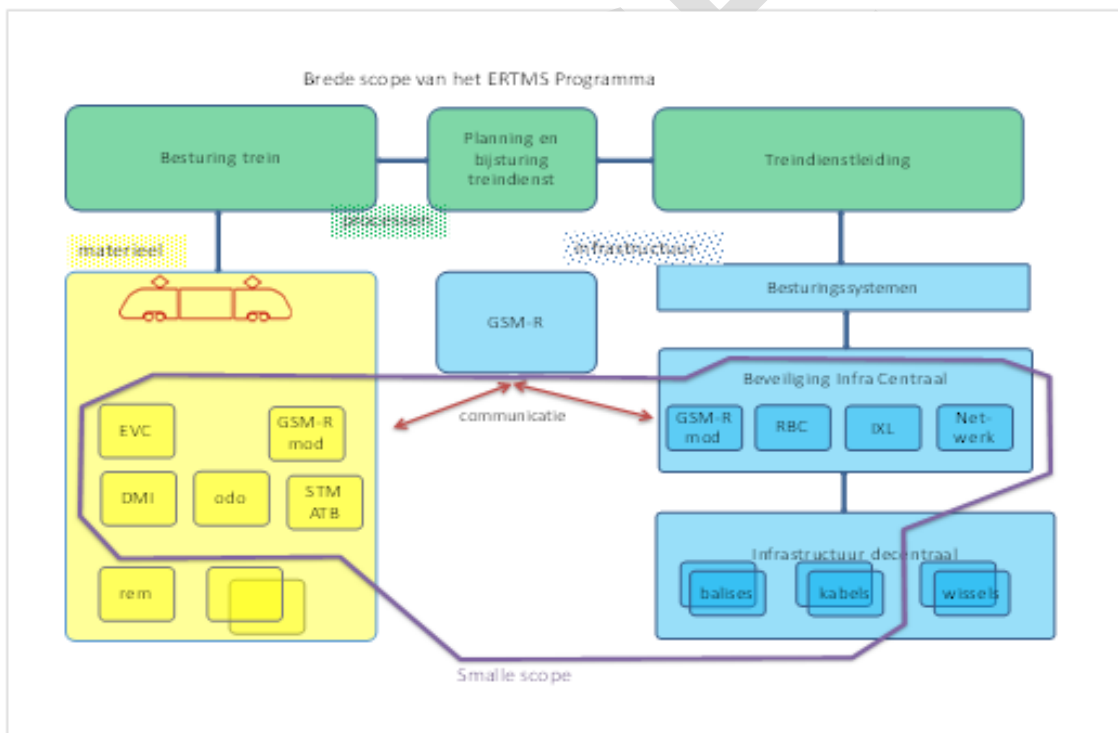 Brede scope van het ERTMS Programma
Besturing trein
Planning en
bijsturing
treindienst
Treindienstleiding
processen
materieel
infrastructuur
Besturingssystemen
GSM-R
Beveiliging Infra Centraal
communicatie
EVC
GSM-R
mod
GSM-R
mod
RBC
IXL
Net-
werk
DMI
odo
STM
ATB
Infrastructuur decentraal
rem
balises
kabels
wissels
Smalle scope